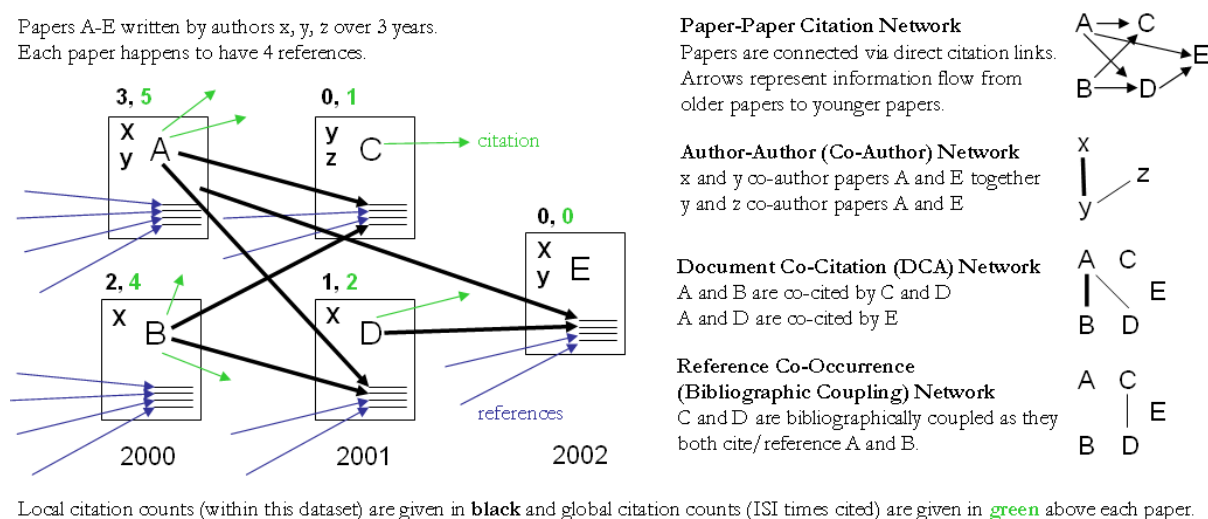 Papers A-E written by authors x, y, z over 3 years.
Each paper happens to have 4 references.
3, 5
x
y
A
0, 1
y
z
C
citation
2, 4
x
B
1, 2
x
D
0, 0
x
y
E
references
2000
2001
2002
Paper-Paper Citation Network
Papers are connected via direct citation links.
Arrows represent information flow from
older papers to younger papers.
A C
E
B D
Author-Author (Co-Author) Network
x and y co-author papers A and E together
y and z co-author papers A and E
x
z
y
Document Co-Citation (DCA) Network
A and B are co-cited by C and D
A and D are co-cited by E
A C
E
B D
Reference Co-Occurrence
(Bibliographic Coupling) Network
C and D are bibliographically coupled as they
both cite/reference A and B.
A C
E
B D
Local citation counts (within this dataset) are given in black and global citation counts (ISI times cited) are given in green above each paper.